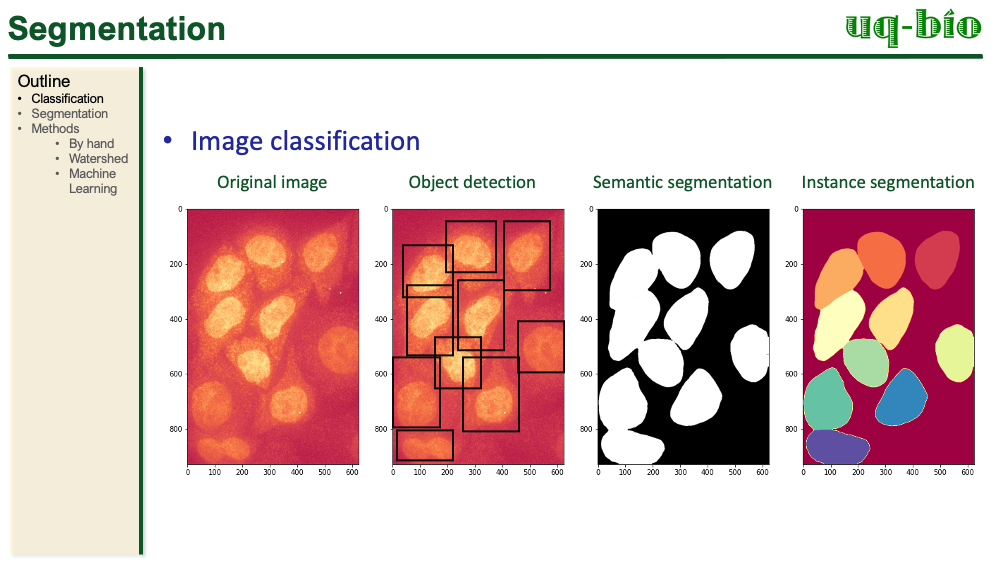 Segmentation
uq-bio
Outline
• Classification
• Segmentation
• Methods
• By hand
• Watershed
• Machine
Learning
• Image classification
Original image
Object detection
Semantic segmentation
Instance segmentation
0
200
400
600
800
0 100 200 300 400 500 600
0
200
400
600
800
0 100 200 300 400 500 600
0
200
400
600
800
0 100 200 300 400 500 600
0
200
400
600
800
0 100 200 300 400 500 600